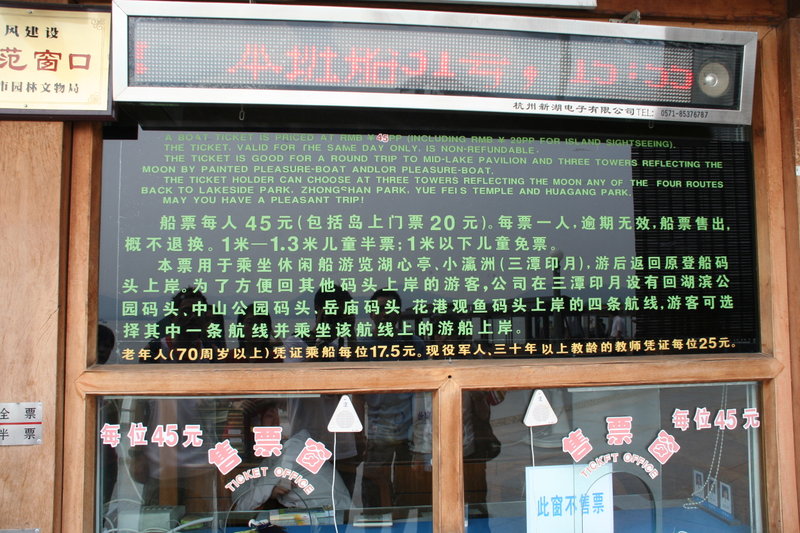 风建设
范窗口
市园林文物局
杭州新湖电子有限公司 TEL: 0571-85378787
A BOAT TICKET IS PRICED AT RMB ¥ 45PP (INCLUDING RMB ¥ 20PP FOR ISLAND SIGHTSEEING).
THE TICKET, VALID FOR THE SAME DAY ONLY, IS NON-REFUNDABLE.
THE TICKET IS GOOD FOR A ROUND TRIP TO MID-LAKE PAVILION AND THREE TOWERS REFLECTING THE
MOON BY PAINTED PLEASURE-BOAT ANDLOR PLEASURE-BOAT.
THE TICKET HOLDER CAN CHOOSE AT THREE TOWERS REFLECTING THE MOON ANY OF THE FOUR ROUTES
BACK TO LAKESIDE PARK, ZHONGSHAN PARK, YUE FEI'S TEMPLE AND HUAGANG PARK.
MAY YOU HAVE A PLEASANT TRIP!
船票每人45元(包括岛上门票20元)。每票一人,逾期无效,船票售出,
概不退换。1米—1.3米儿童半票;1米以下儿童免票。
本票用于乘坐休闲船游览湖心亭、小瀛洲(三潭印月),游后返回原登船码
头上岸。为了方便回其他码头上岸的游客,公司在三潭印月设有回湖滨公
园码头、中山公园码头、岳庙码头 花港观鱼码头上岸的四条航线,游客可选
择其中一条航线并乘坐该航线上的游船上岸。
老年人(70周岁以上)凭证乘船每位17.5元。现役军人、三十年以上教龄的教师凭证每位25元。
全 票
半 票
每位45元
售票窗
TICKET OFFICE
售票窗
TICKET OFFICE
每位45元
此窗不售票